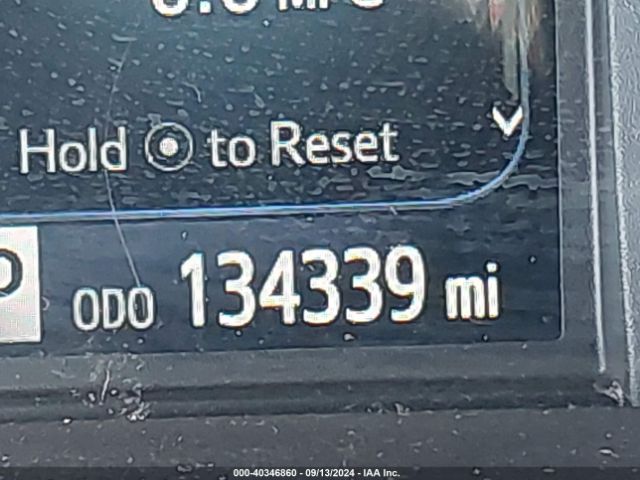 Hold to Reset
ODO 134339 mi
000-40346860 - 09/13/2024 - IAA Inc.